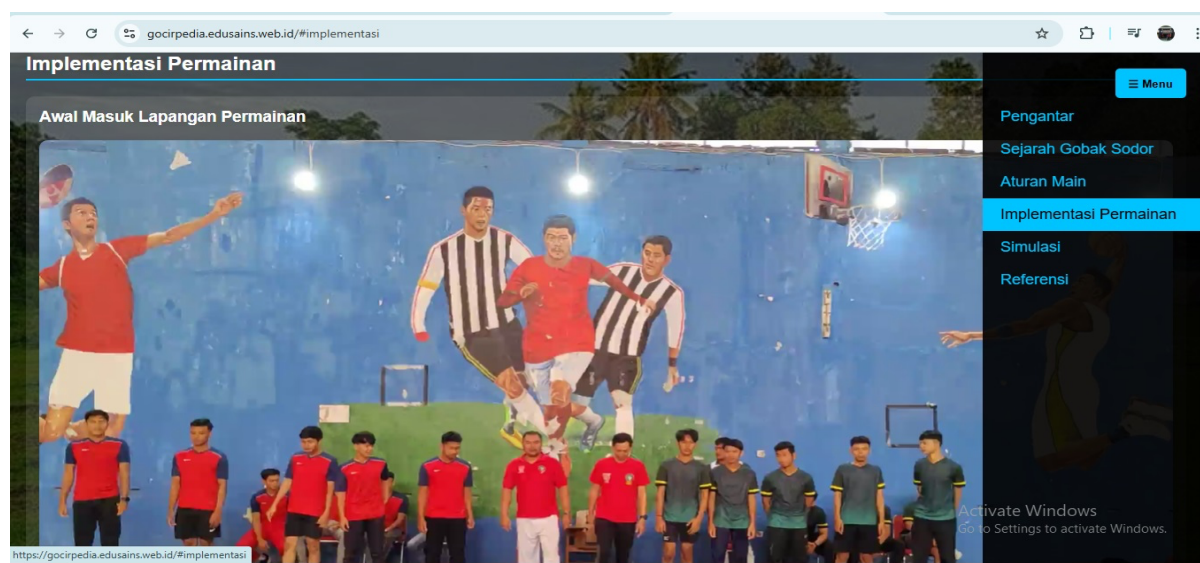 gocirpedia.edusains.web.id/#implementasi
Implementasi Permainan
☰ Menu
Awal Masuk Lapangan Permainan
Pengantar
Sejarah Gobak Sodor
Aturan Main
Implementasi Permainan
Simulasi
Referensi
Activate Windows
Go to Settings to activate Windows.
https://gocirpedia.edusains.web.id/#implementasi